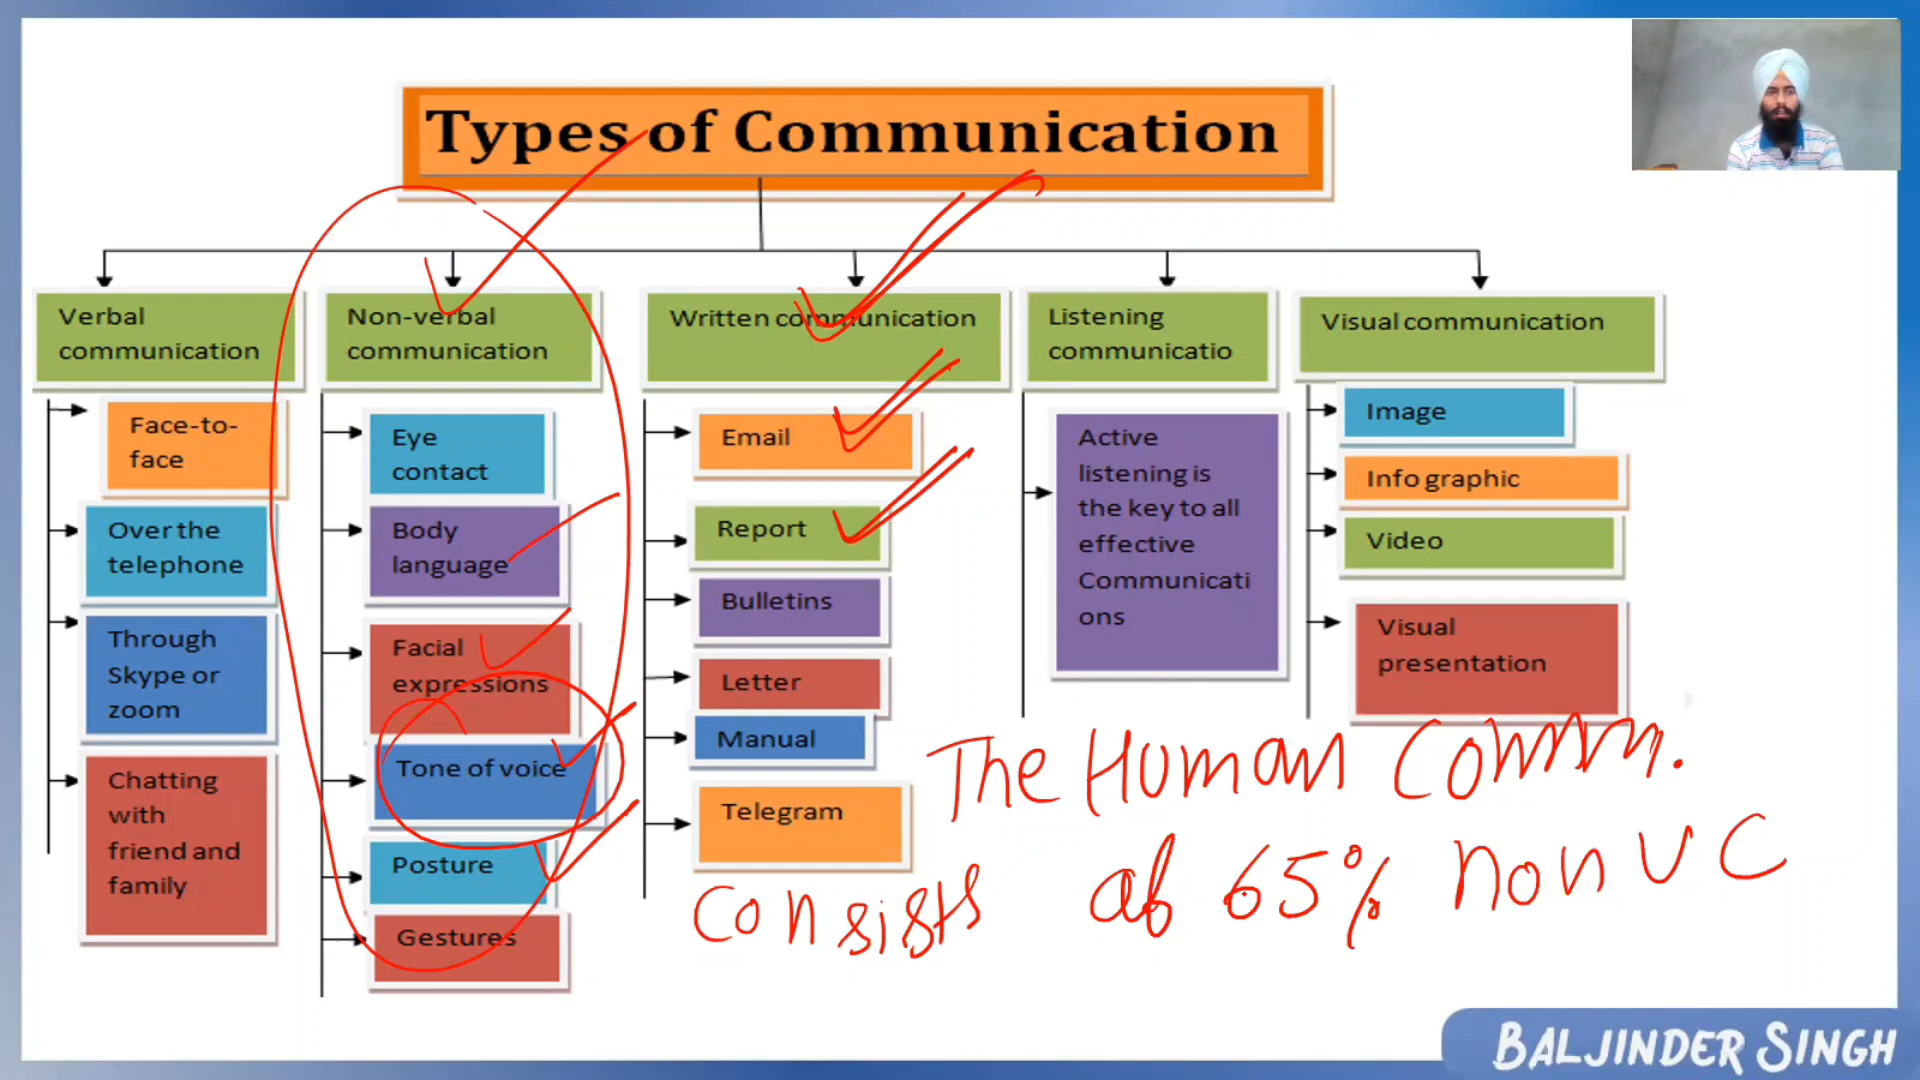 Types of Communication
Verbal
communication
Face-to-
face
Over the
telephone
Through
Skype or
zoom
Chatting
with
friend and
family
Non-verbal
communication
Eye
contact
Body
language
Facial
expressions
Tone of voice
Posture
Gestures
Written communication
Email
Report
Bulletins
Letter
Manual
Telegram
Listening
communicatio
Active
listening is
the key to all
effective
Communicati
ons
Visual communication
Image
Info graphic
Video
Visual
presentation
The Human Comm.
consists of 65% non V C
BALJINDER SINGH